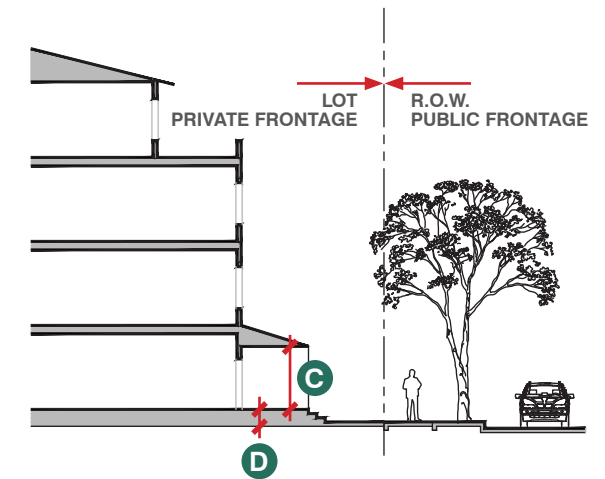 LOT
PRIVATE FRONTAGE
R.O.W.
PUBLIC FRONTAGE
C
D